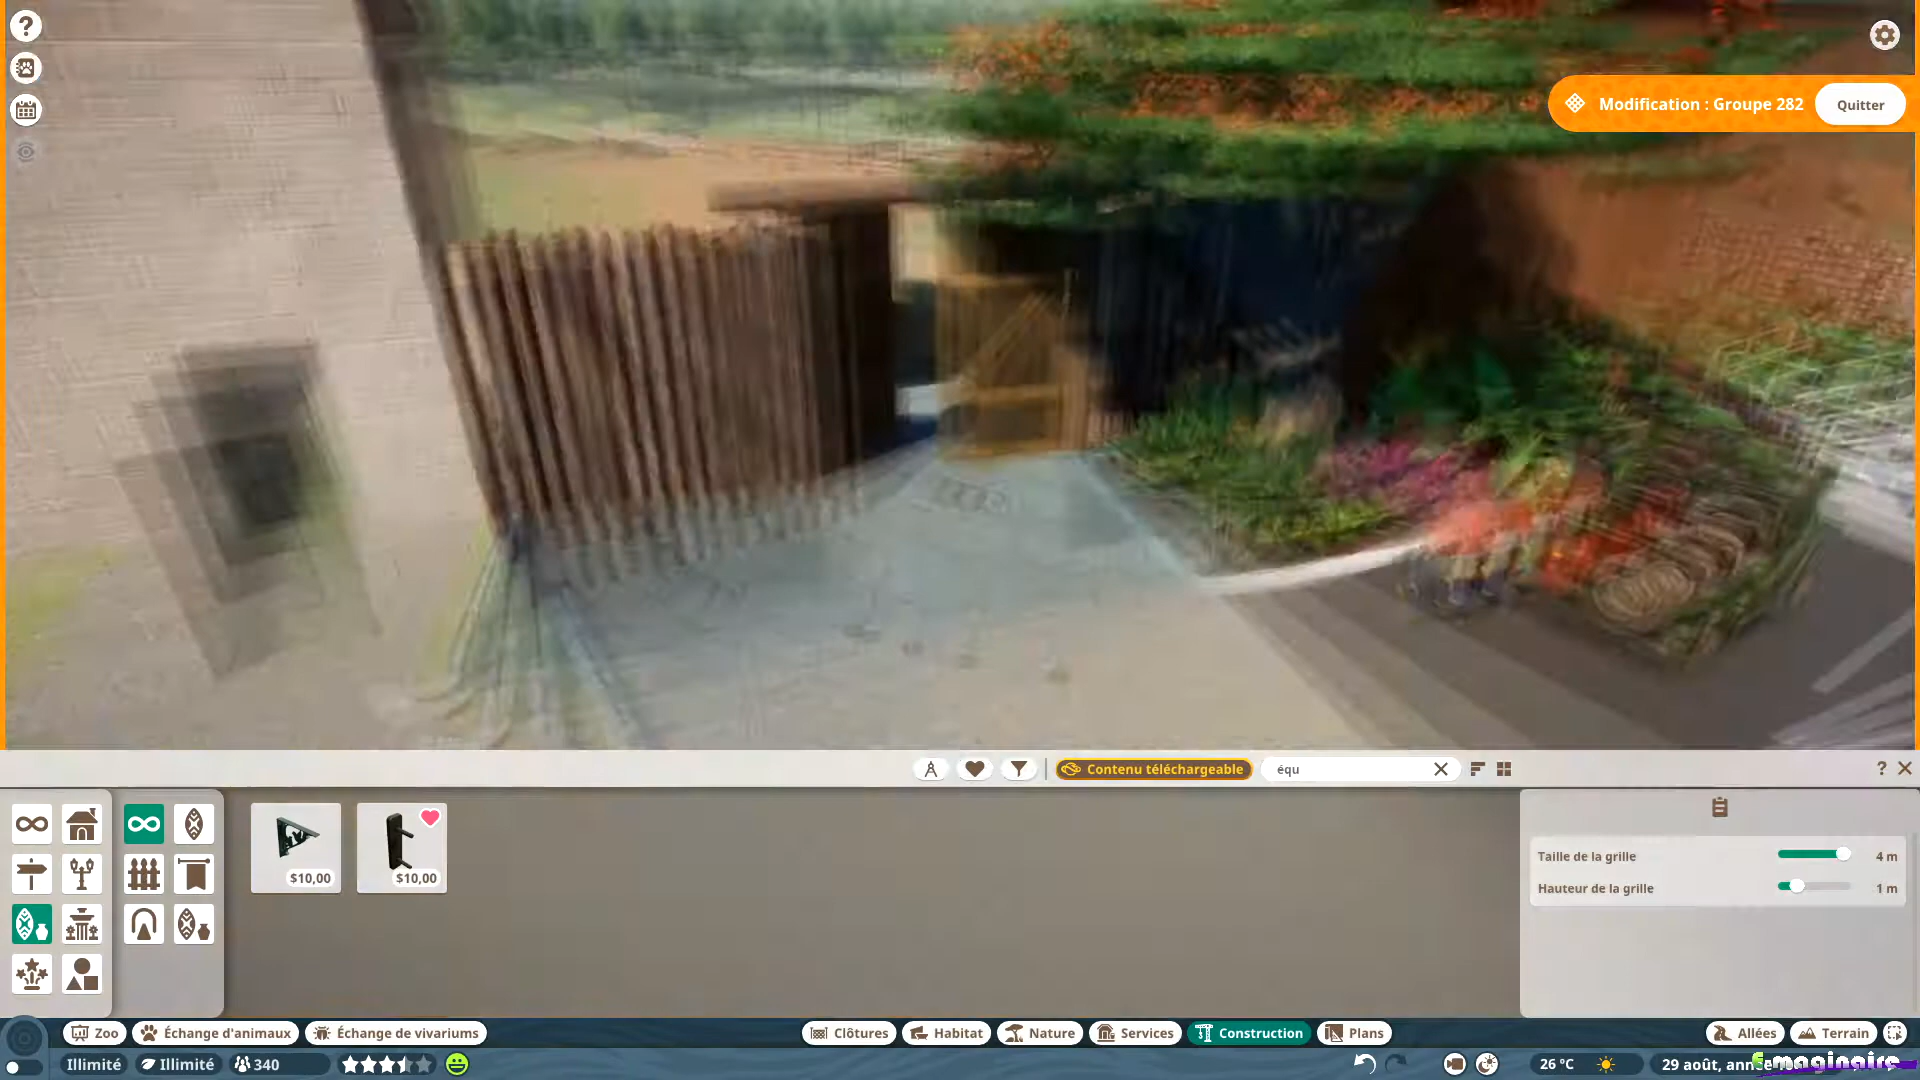 ?
Modification : Groupe 282
Quitter
Contenu téléchargeable
équ
?
$10,00
$10,00
Taille de la grille
4 m
Hauteur de la grille
1 m
Zoo
Échange d'animaux
Échange de vivariums
Clôtures
Habitat
Nature
Services
Construction
Plans
Allées
Terrain
Illimité
Illimité
340
26 °C
29 août,
E-maginaire